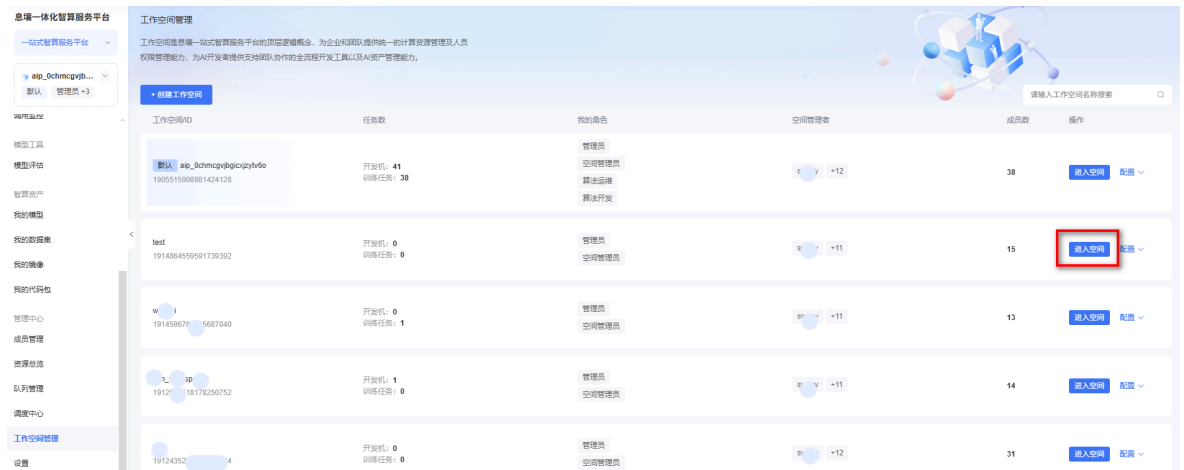 息壤一体化智算服务平台
一站式智算服务平台
aip_0chmcgvjb...
默认 管理员 +3
调用监控
模型工具
模型评估
智算资产
我的模型
我的数据集
我的镜像
我的代码包
管理中心
成员管理
资源总览
队列管理
调度中心
工作空间管理
设置
工作空间管理
工作空间是息壤一站式智算服务平台的顶层逻辑概念。为企业和团队提供统一的计算资源管理及人员
权限管理能力，为AI开发者提供支持团队协作的全流程开发工具以及AI资产管理能力。
+ 创建工作空间
请输入工作空间名称搜索
工作空间/ID 任务数 我的角色 空间管理者 成员数 操作
默认 aip_0chmcgvjbgicxjzytv6o
1905515908981424128
开发机: 41
训练任务: 38
管理员
空间管理员
算法运维
算法开发
+12
38
进入空间 配置
test
1914864559591739392
开发机: 0
训练任务: 0
管理员
空间管理员
+11
15
进入空间 配置
开发机: 0
训练任务: 1
管理员
空间管理员
+11
13
进入空间 配置
开发机: 1
训练任务: 0
管理员
空间管理员
+11
14
进入空间 配置
开发机: 0
训练任务: 0
管理员
空间管理员
+12
31
进入空间 配置